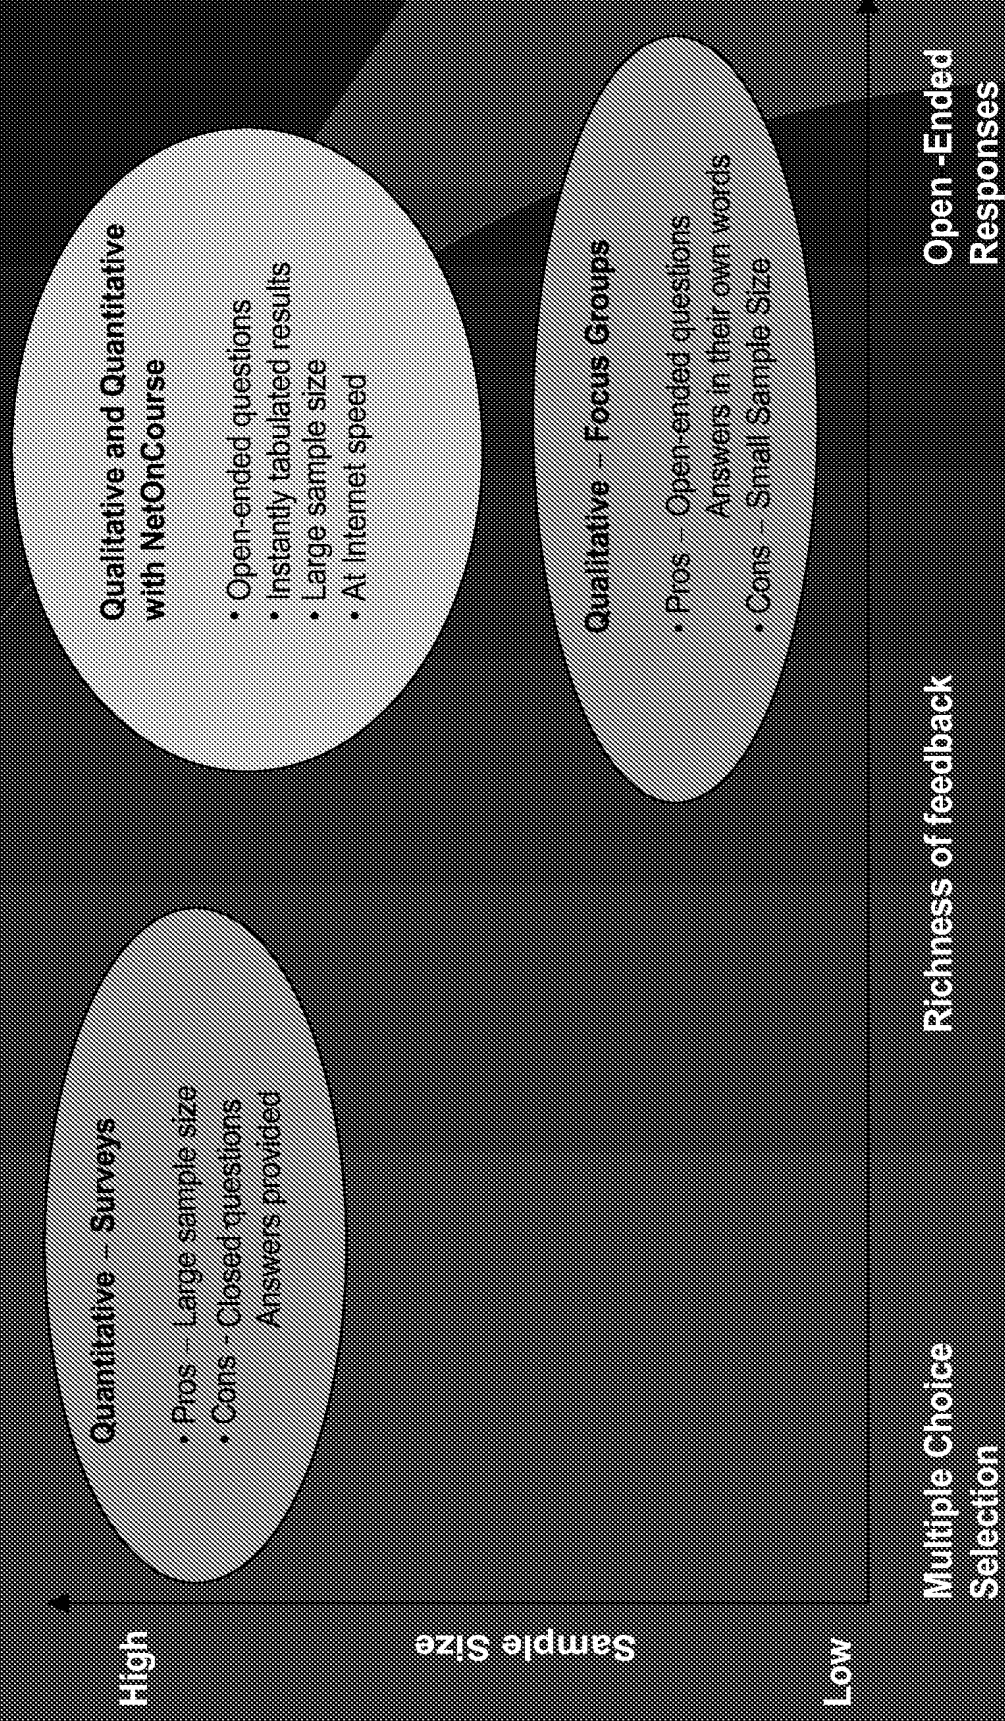 High
Sample Size
Low
Quantitative – Surveys
• Pros – Large sample size
• Cons – Closed questions
Answers provided
Qualitative and Quantitative
with NetOnCourse
• Open-ended questions
• Instantly tabulated results
• Large sample size
• At Internet speed
Qualitative – Focus Groups
• Pros – Open-ended questions
Answers in their own words
• Cons – Small Sample Size
Multiple Choice
Selection
Richness of feedback
Open -Ended
Responses